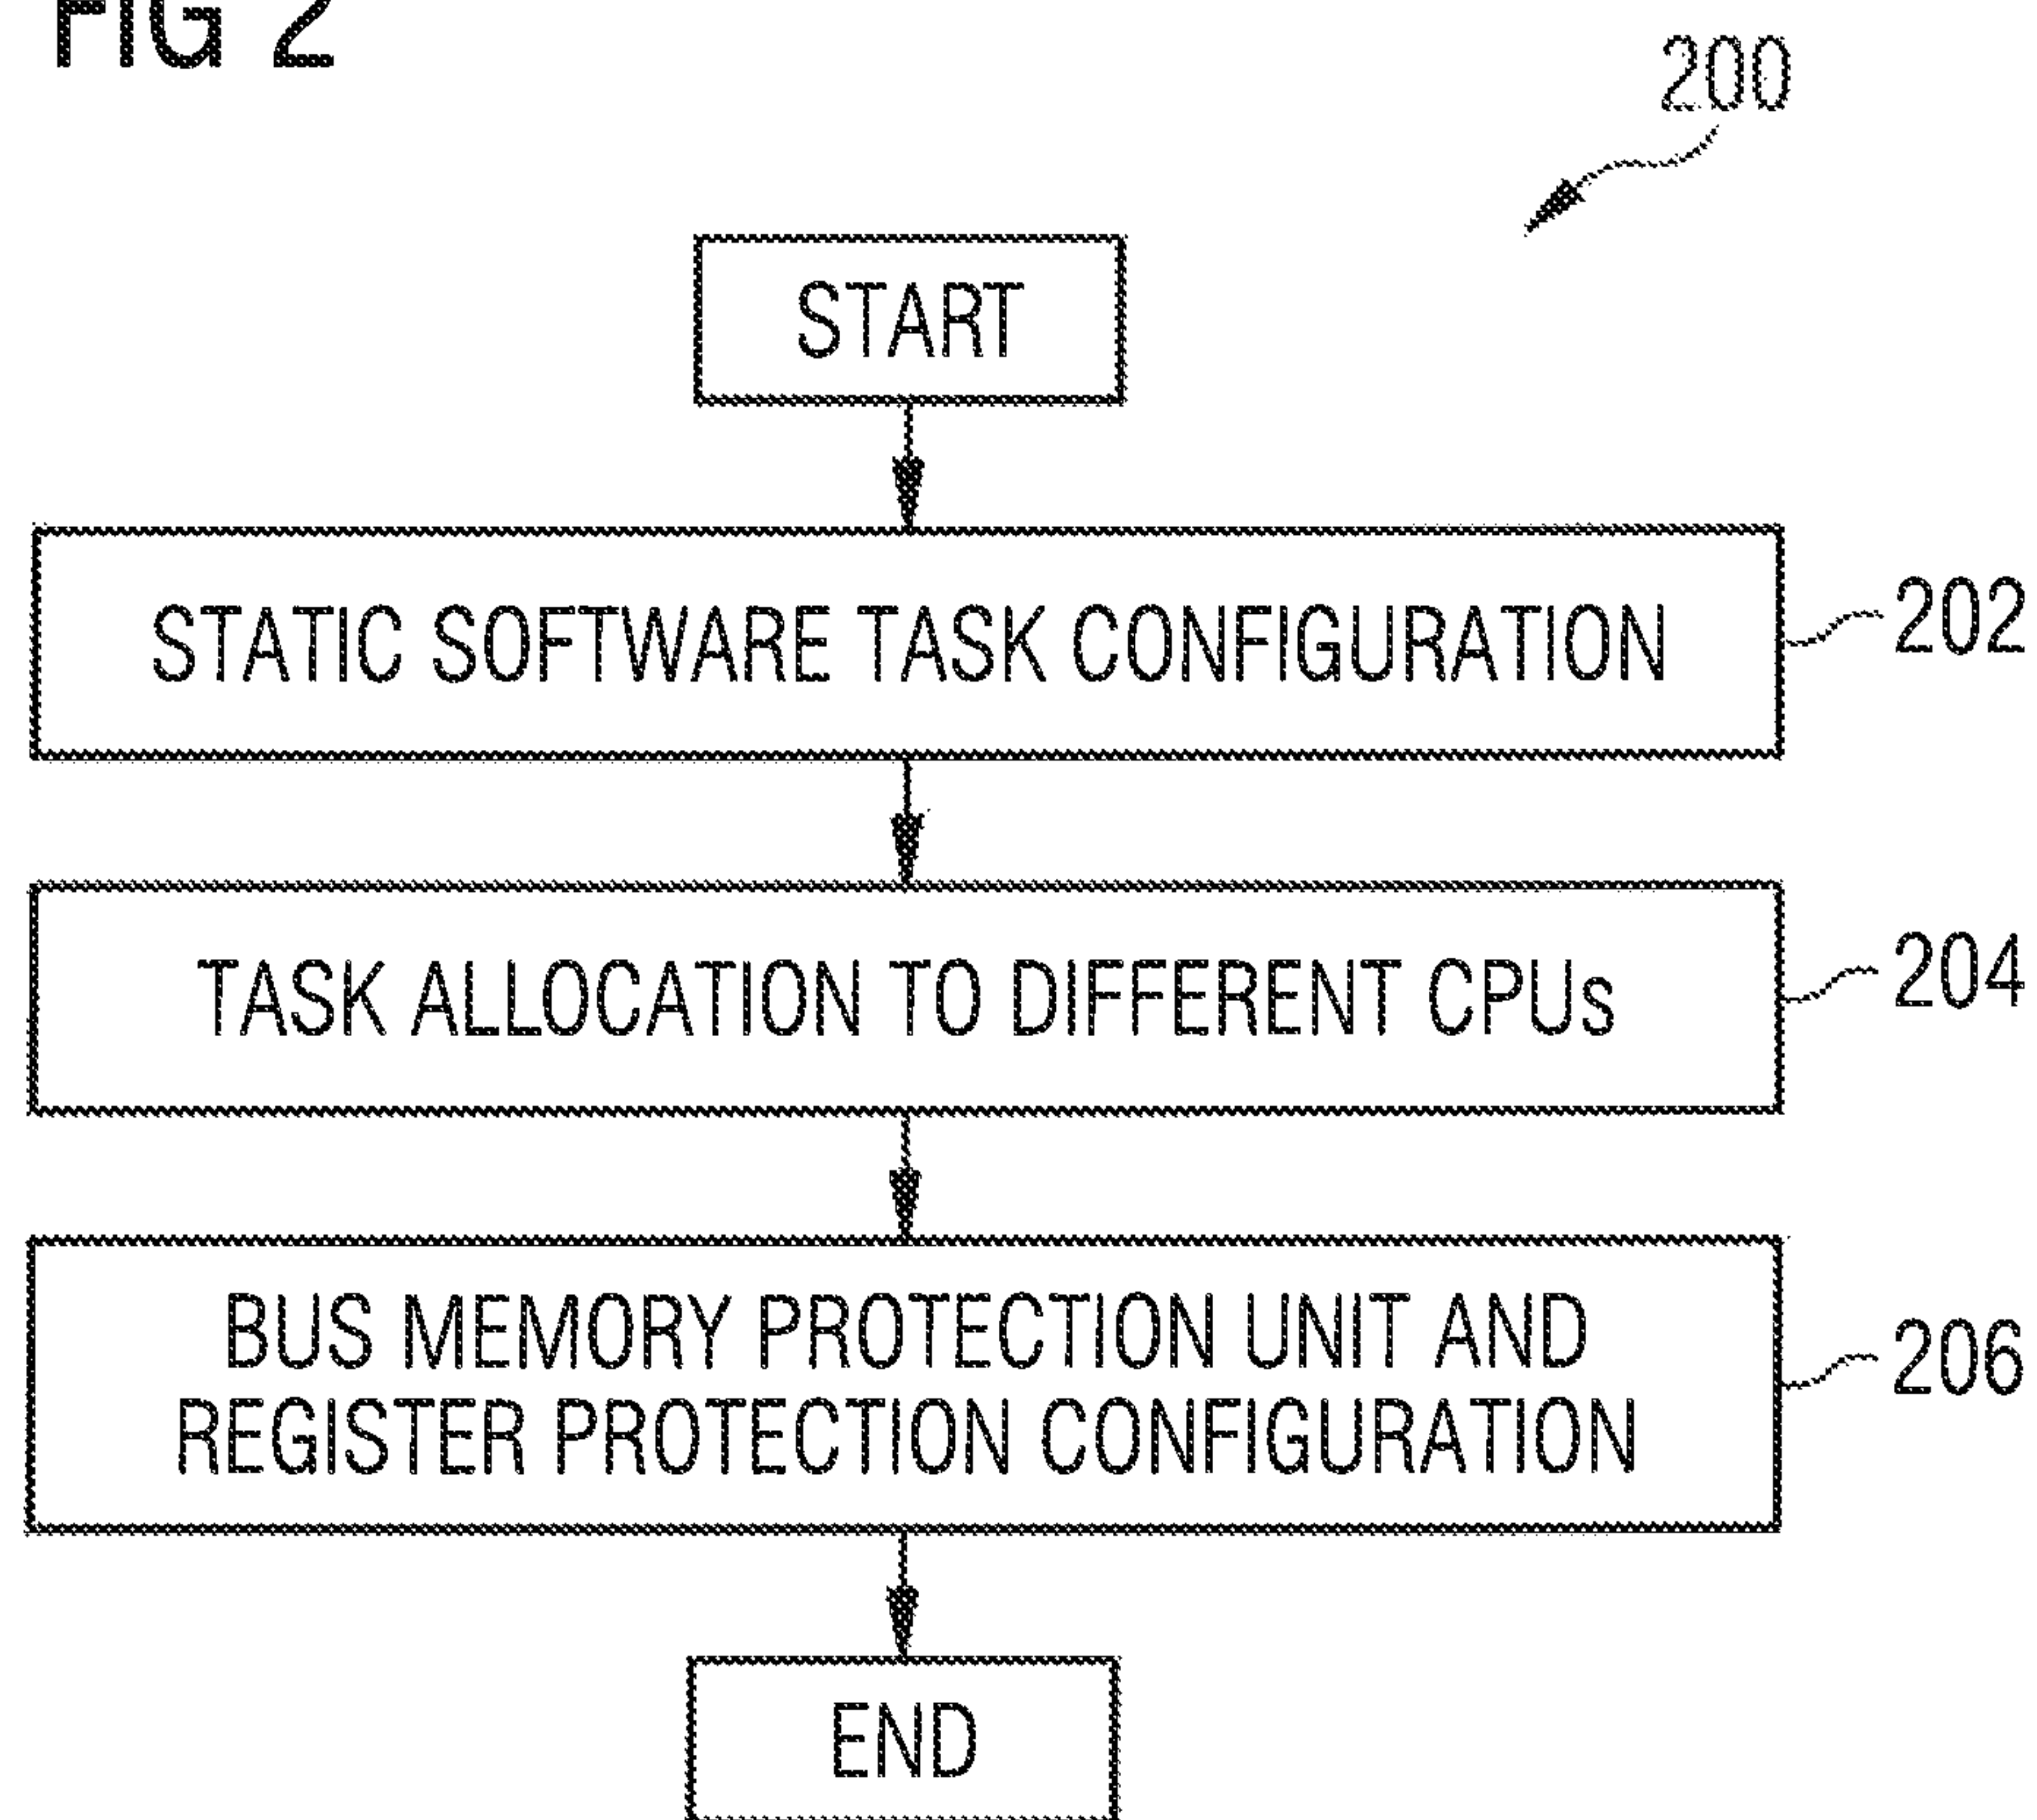 FIG 2
200
START
STATIC SOFTWARE TASK CONFIGURATION
202
TASK ALLOCATION TO DIFFERENT CPUs
204
BUS MEMORY PROTECTION UNIT AND
REGISTER PROTECTION CONFIGURATION
206
END